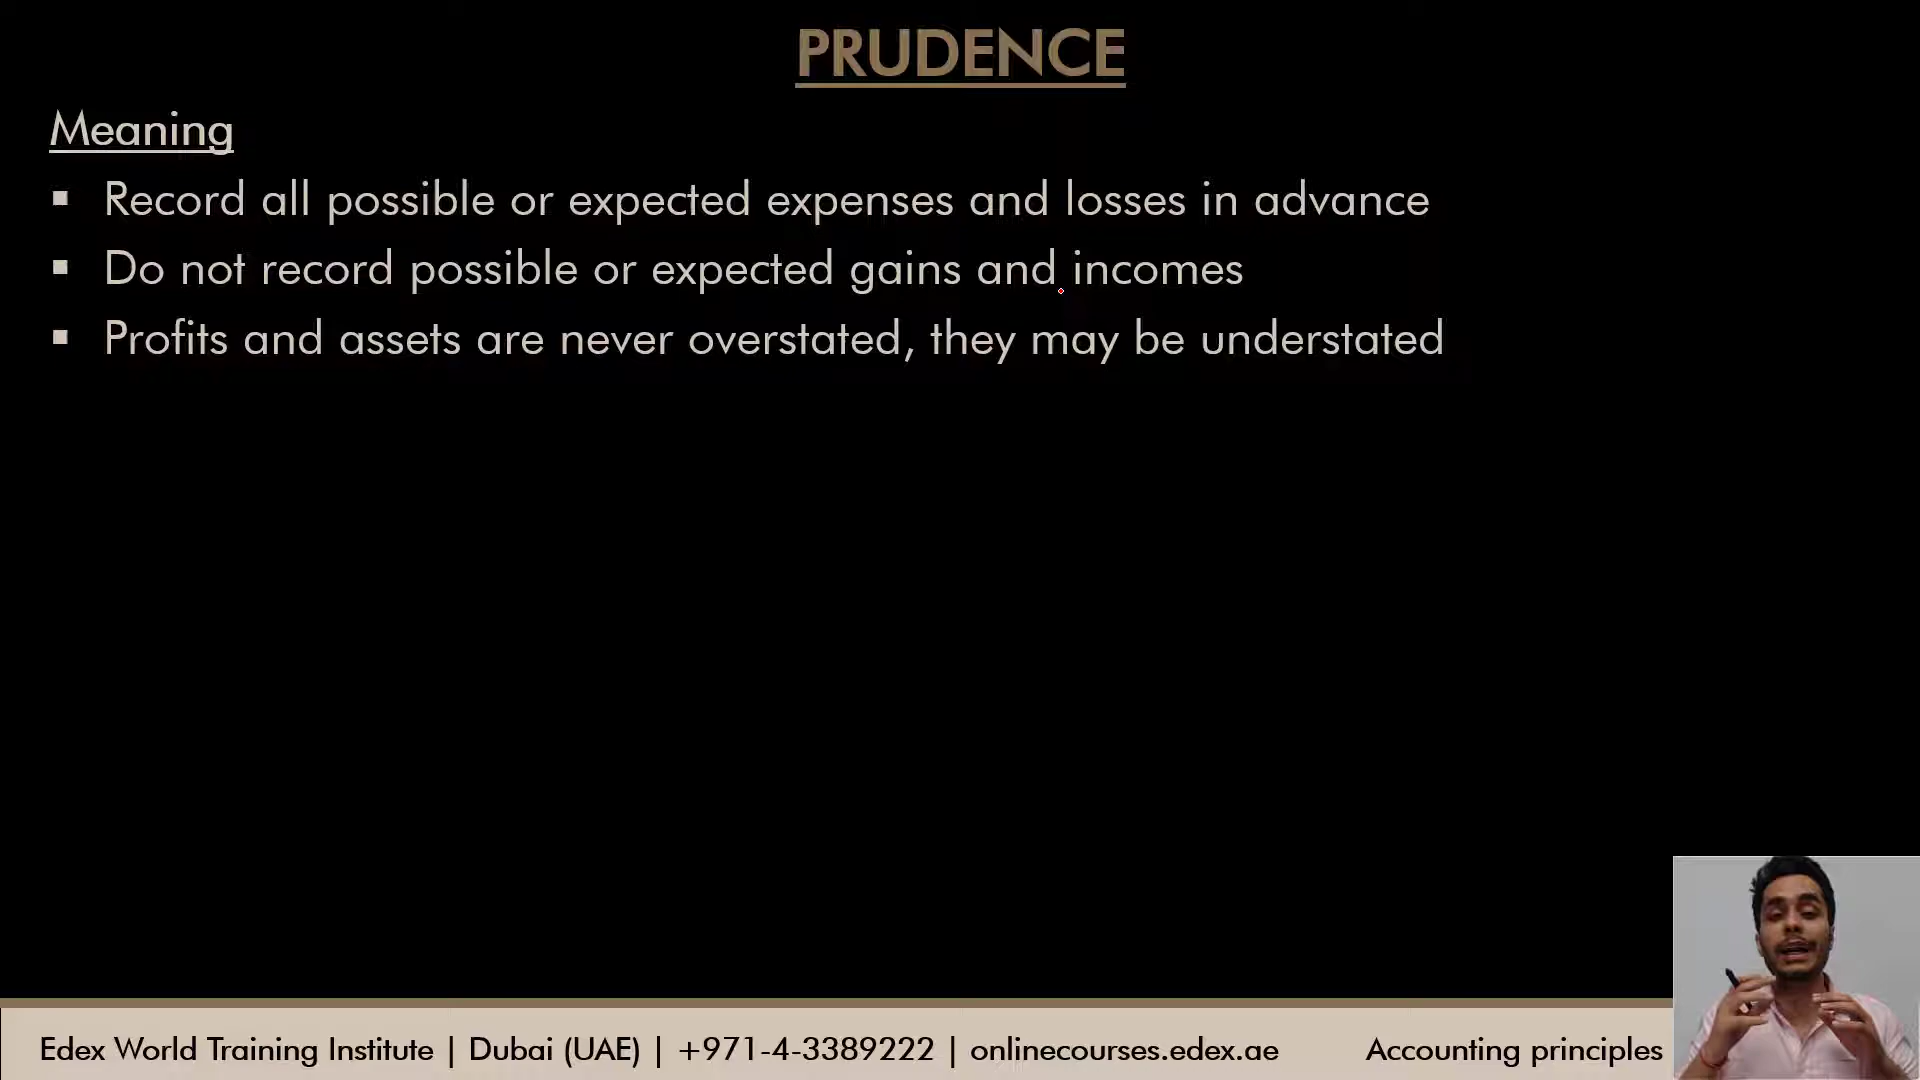 PRUDENCE
Meaning
▪ Record all possible or expected expenses and losses in advance
▪ Do not record possible or expected gains and incomes
▪ Profits and assets are never overstated, they may be understated
Edex World Training Institute | Dubai (UAE) | +971-4-3389222 | onlinecourses.edex.ae Accounting principles